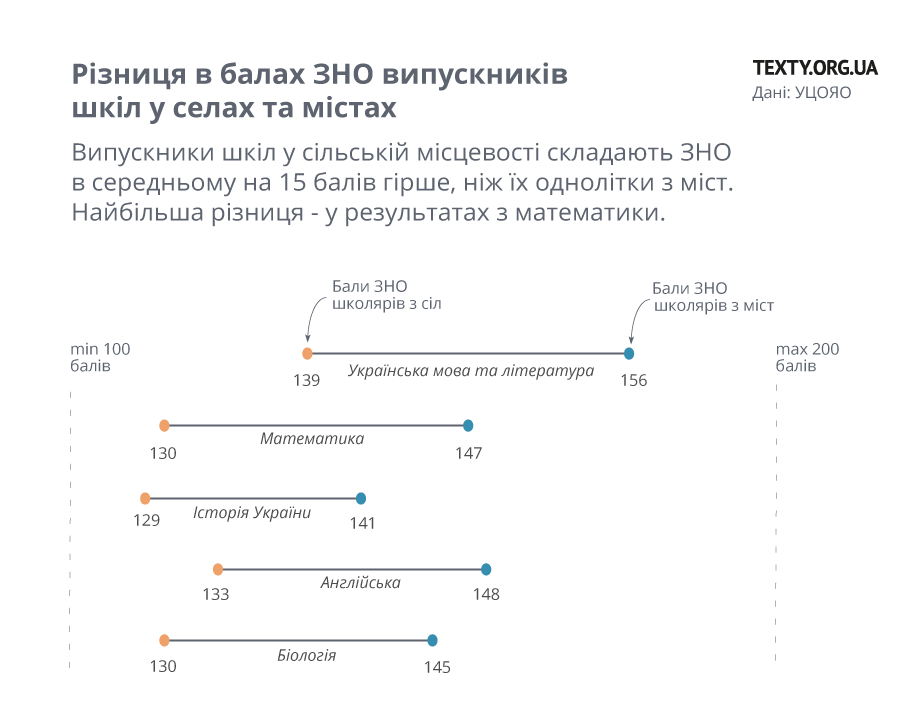 Різниця в балах ЗНО випускників
шкіл у селах та містах
TEXTY.ORG.UA
Дані: УЦОЯО
Випускники шкіл у сільській місцевості складають ЗНО
в середньому на 15 балів гірше, ніж їх однолітки з міст.
Найбільша різниця - у результатах з математики.
Бали ЗНО
школярів з сіл
Бали ЗНО
школярів з міст
min 100
балів
max 200
балів
Українська мова та література
139
156
Математика
130
147
Історія України
129
141
Англійська
133
148
Біологія
130
145